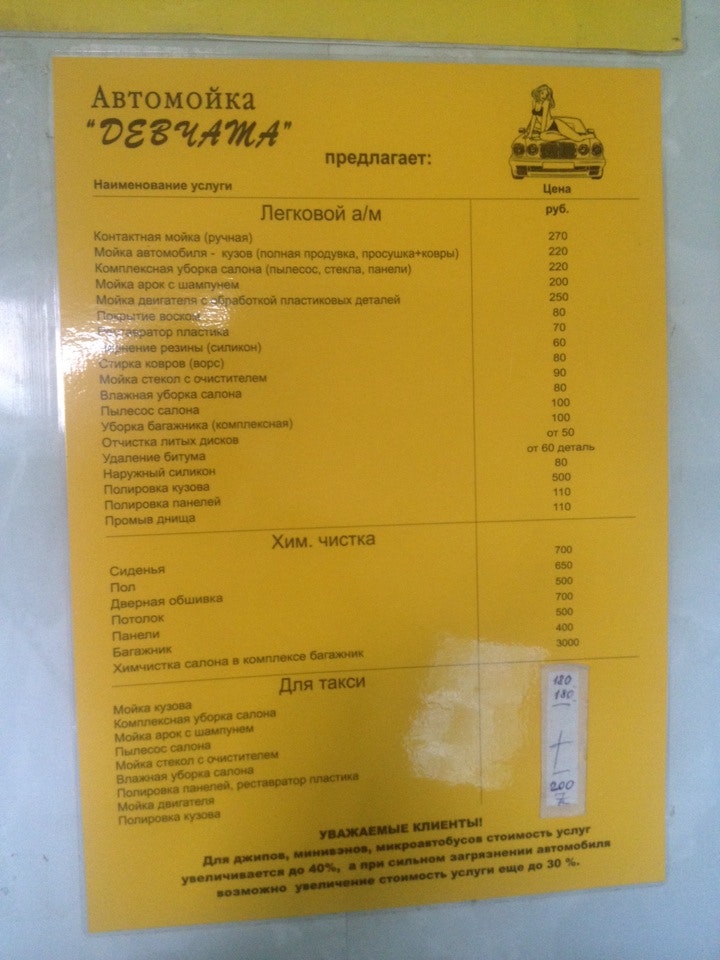 Автомойка
"ДЕВЧАТА"
предлагает:
Наименование услуги Цена
Легковой а/м руб.
Контактная мойка (ручная) 270
Мойка автомобиля - кузов (полная продувка, просушка+ковры) 220
Комплексная уборка салона (пылесос, стекла, панели) 220
Мойка арок с шампунем 200
Мойка двигателя с обработкой пластиковых деталей 250
Покрытие воском 80
Реставратор пластика 70
Чернение резины (силикон) 60
Стирка ковров (ворс) 80
Мойка стекол с очистителем 90
Влажная уборка салона 80
Пылесос салона 100
Уборка багажника (комплексная) 100
Отчистка литых дисков от 50
Удаление битума от 60 деталь
Наружный силикон 80
Полировка кузова 500
Полировка панелей 110
Промыв днища 110
Хим. чистка
Сиденья 700
Пол 650
Дверная обшивка 500
Потолок 700
Панели 500
Багажник 400
Химчистка салона в комплексе багажник 3000
Для такси
Мойка кузова 180
Комплексная уборка салона 180
Мойка арок с шампунем
Пылесос салона
Мойка стекол с очистителем
Влажная уборка салона
Полировка панелей, реставратор пластика
Мойка двигателя 200
Полировка кузова
УВАЖАЕМЫЕ КЛИЕНТЫ!
Для джипов, минивэнов, микроавтобусов стоимость услуг
увеличивается до 40%, а при сильном загрязнении автомобиля
возможно увеличение стоимость услуги еще до 30 %.